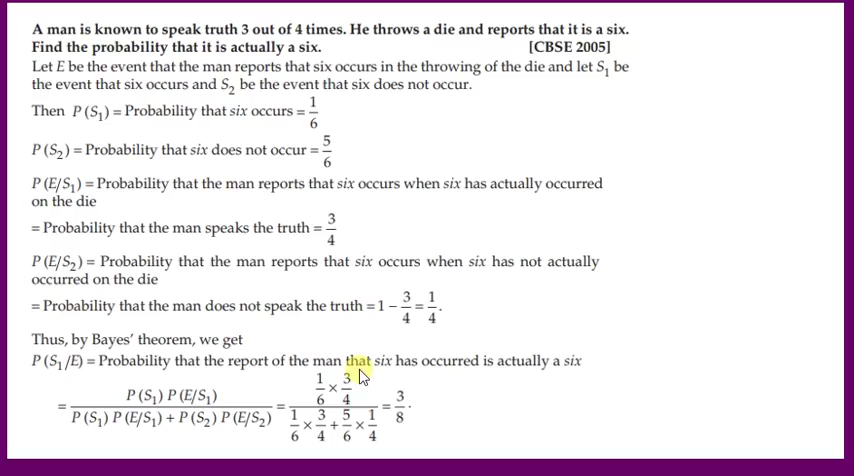 A man is known to speak truth 3 out of 4 times. He throws a die and reports that it is a six.
Find the probability that it is actually a six. [CBSE 2005]
Let E be the event that the man reports that six occurs in the throwing of the die and let S₁ be
the event that six occurs and S₂ be the event that six does not occur.
Then P (S₁) = Probability that six occurs = 1/6
P (S₂) = Probability that six does not occur = 5/6
P (E/S₁) = Probability that the man reports that six occurs when six has actually occurred
on the die
= Probability that the man speaks the truth = 3/4
P (E/S₂) = Probability that the man reports that six occurs when six has not actually
occurred on the die
= Probability that the man does not speak the truth = 1 − 3/4 = 1/4.
Thus, by Bayes' theorem, we get
P (S₁/E) = Probability that the report of the man that six has occurred is actually a six
= P (S₁) P (E/S₁) / P (S₁) P (E/S₁) + P (S₂) P (E/S₂) = 1/6 × 3/4 / 1/6 × 3/4 + 5/6 × 1/4 = 3/8 .